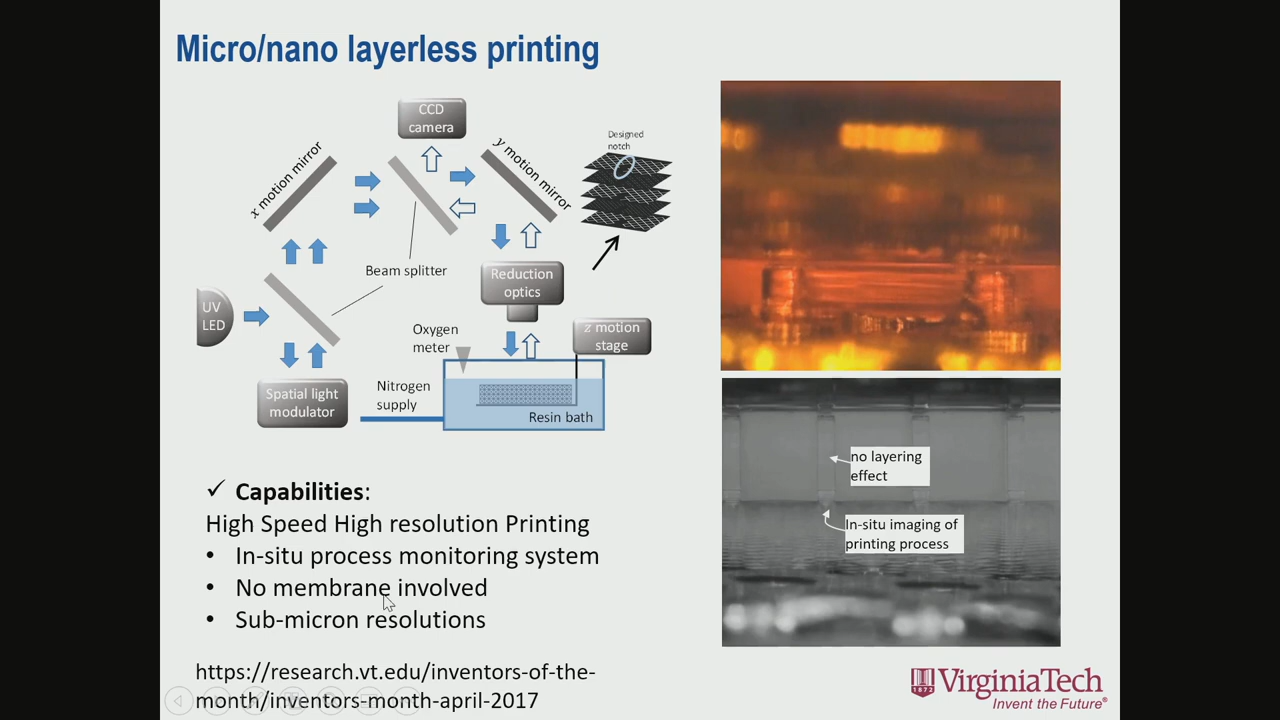 Micro/nano layerless printing
CCD
camera
x motion mirror
y motion mirror
Designed
notch
Beam splitter
UV
LED
Reduction
optics
Oxygen
meter
z motion
stage
Spatial light
modulator
Nitrogen
supply
Resin bath
no layering
effect
In-situ imaging of
printing process
✓ Capabilities:
High Speed High resolution Printing
• In-situ process monitoring system
• No membrane involved
• Sub-micron resolutions
https://research.vt.edu/inventors-of-the-
month/inventors-month-april-2017
1872
VirginiaTech
Invent the Future®